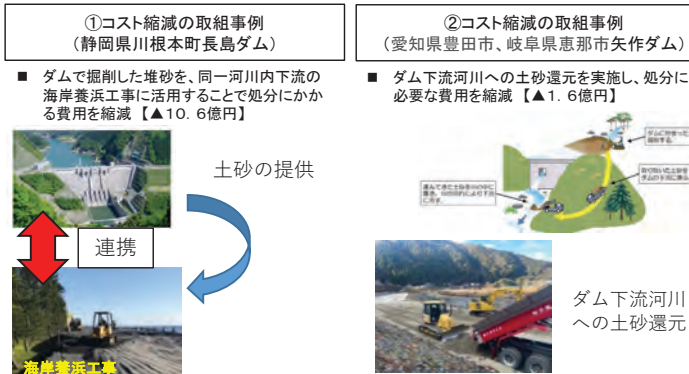 ①コスト縮減の取組事例
(静岡県川根本町長島ダム)
■ ダムで掘削した堆砂を、同一河川内下流の
海岸養浜工事に活用することで処分にかか
る費用を縮減 【▲10.6億円】
土砂の提供
連携
海岸養浜工事
②コスト縮減の取組事例
(愛知県豊田市、岐阜県恵那市矢作ダム)
■ ダム下流河川への土砂還元を実施し、処分に
必要な費用を縮減 【▲1.6億円】
ダム下流河川
への土砂還元